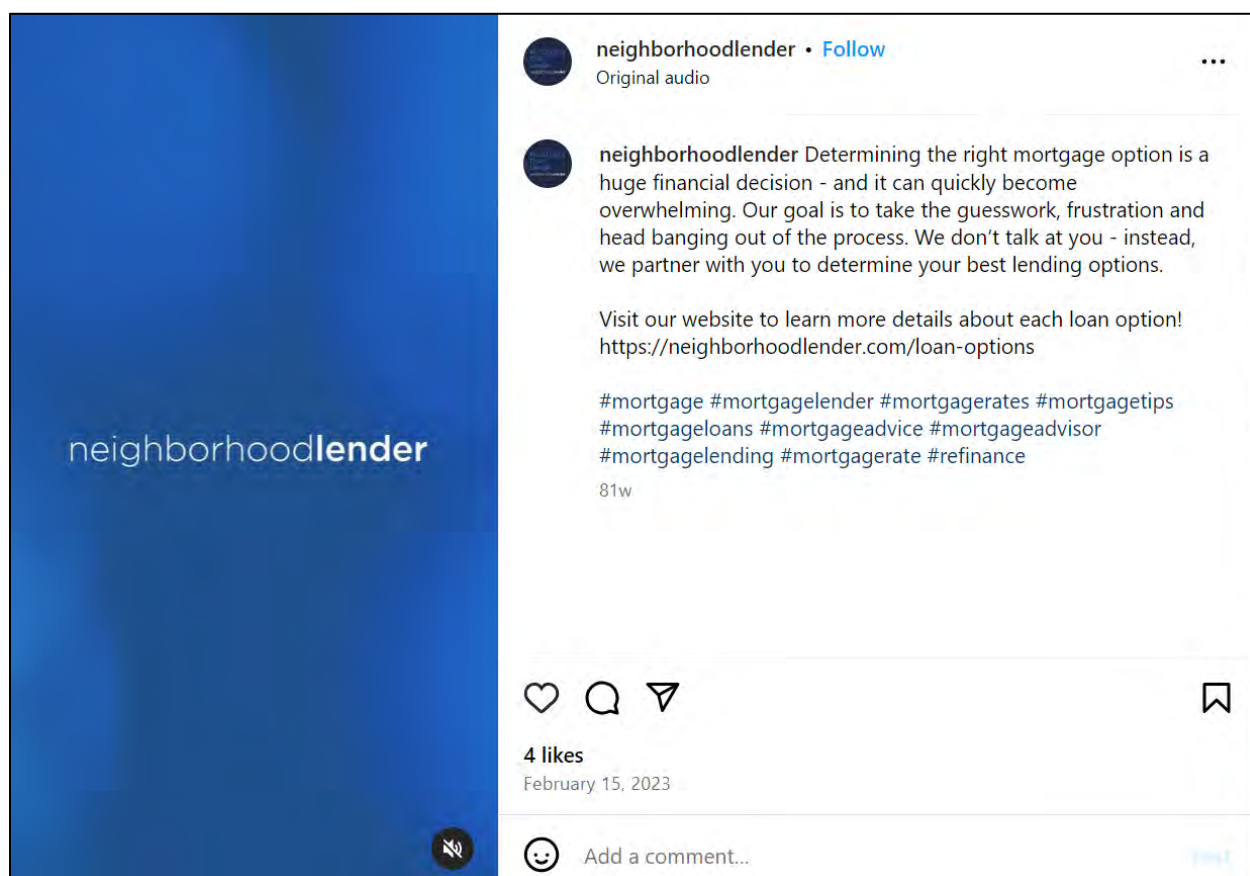 neighborhoodlender • Follow
Original audio
neighborhoodlender Determining the right mortgage option is a
huge financial decision - and it can quickly become
overwhelming. Our goal is to take the guesswork, frustration and
head banging out of the process. We don't talk at you - instead,
we partner with you to determine your best lending options.
Visit our website to learn more details about each loan option!
https://neighborhoodlender.com/loan-options
#mortgage #mortgagelender #mortgagerates #mortgagetips
#mortgageloans #mortgageadvice #mortgageadvisor
#mortgagelending #mortgagerate #refinance
81w
neighborhoodlender
4 likes
February 15, 2023
Add a comment...